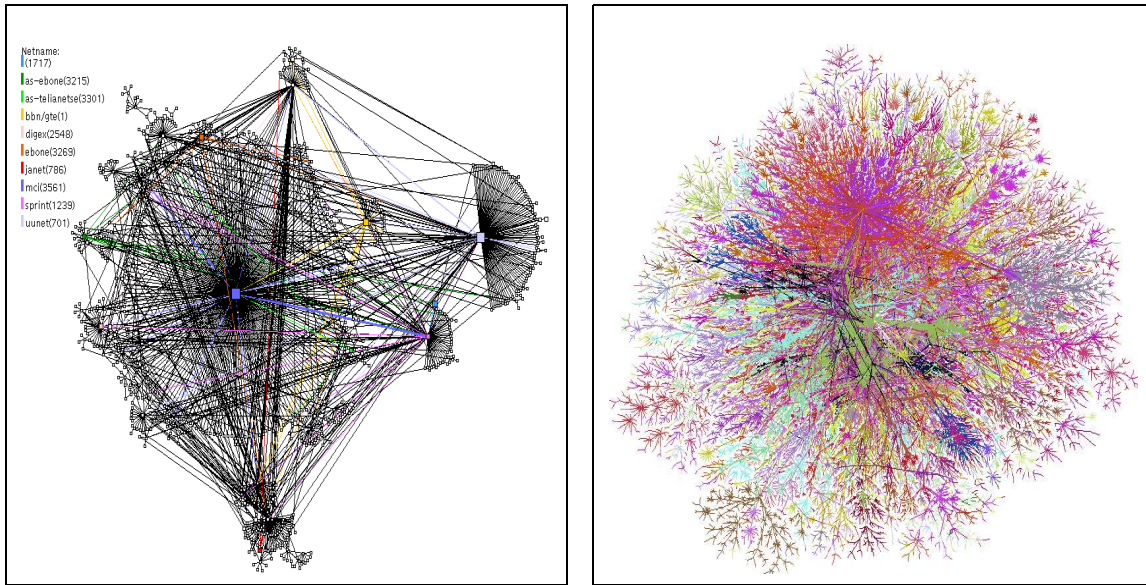 Netname:
(1717)
as-ebone(3215)
as-telianetse(3301)
bbn/gte(1)
digex(2548)
ebone(3269)
janet(786)
mci(3561)
sprint(1239)
uunet(701)